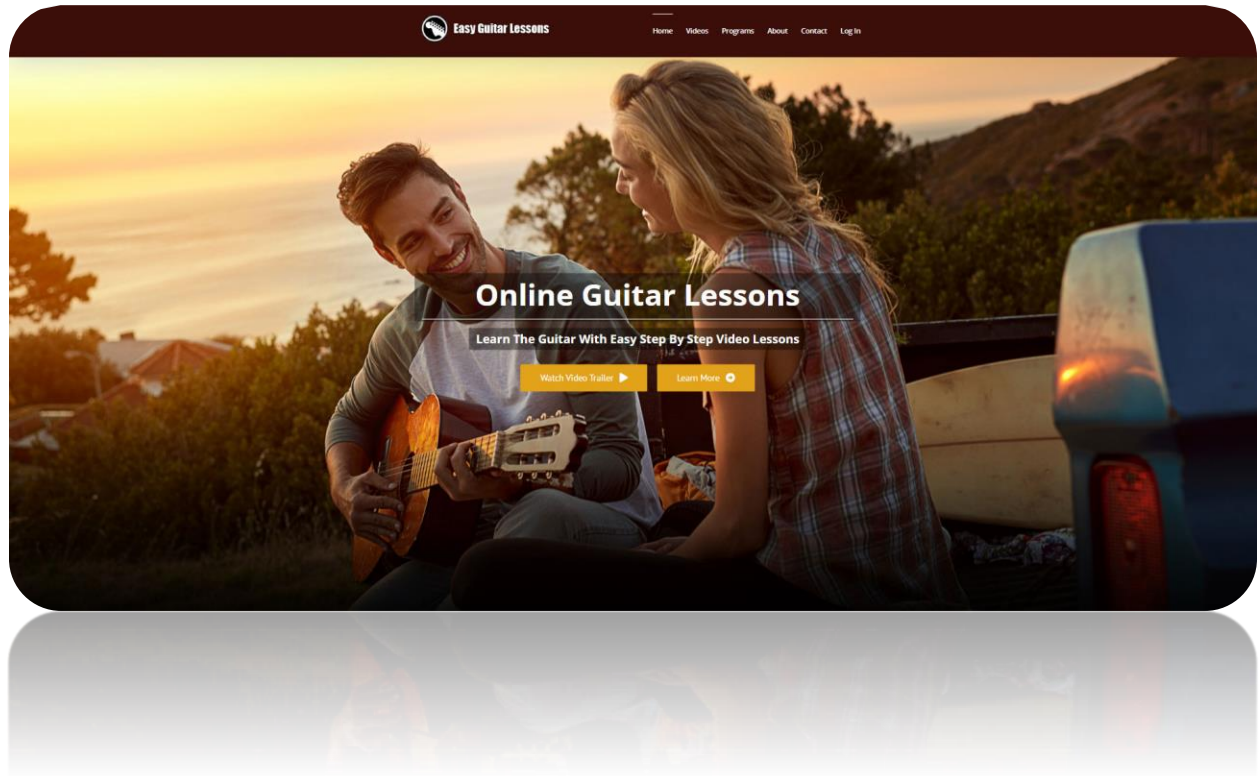 Easy Guitar Lessons
Home Videos Programs About Contact Log In
Online Guitar Lessons
Learn The Guitar With Easy Step By Step Video Lessons
Watch Video Trailer Learn More